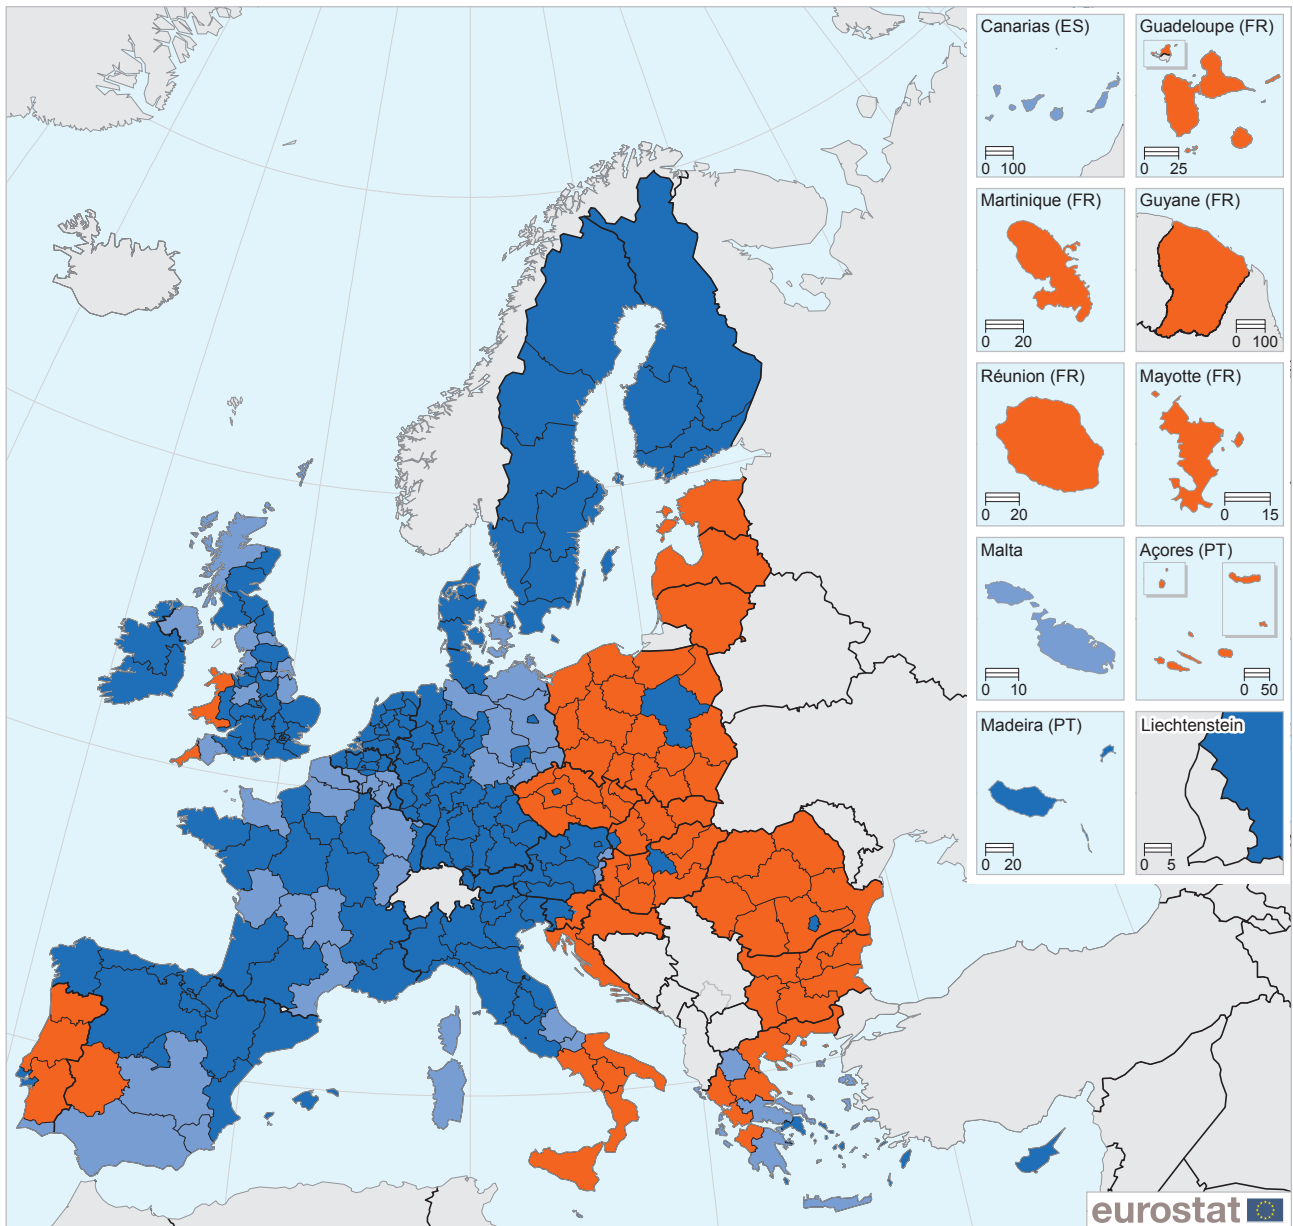 Canarias (ES)
0 100
Guadeloupe (FR)
0 25
Martinique (FR)
0 20
Guyane (FR)
0 100
Réunion (FR)
0 20
Mayotte (FR)
0 15
Malta
0 10
Açores (PT)
0 50
Madeira (PT)
0 20
Liechtenstein
0 5
eurostat